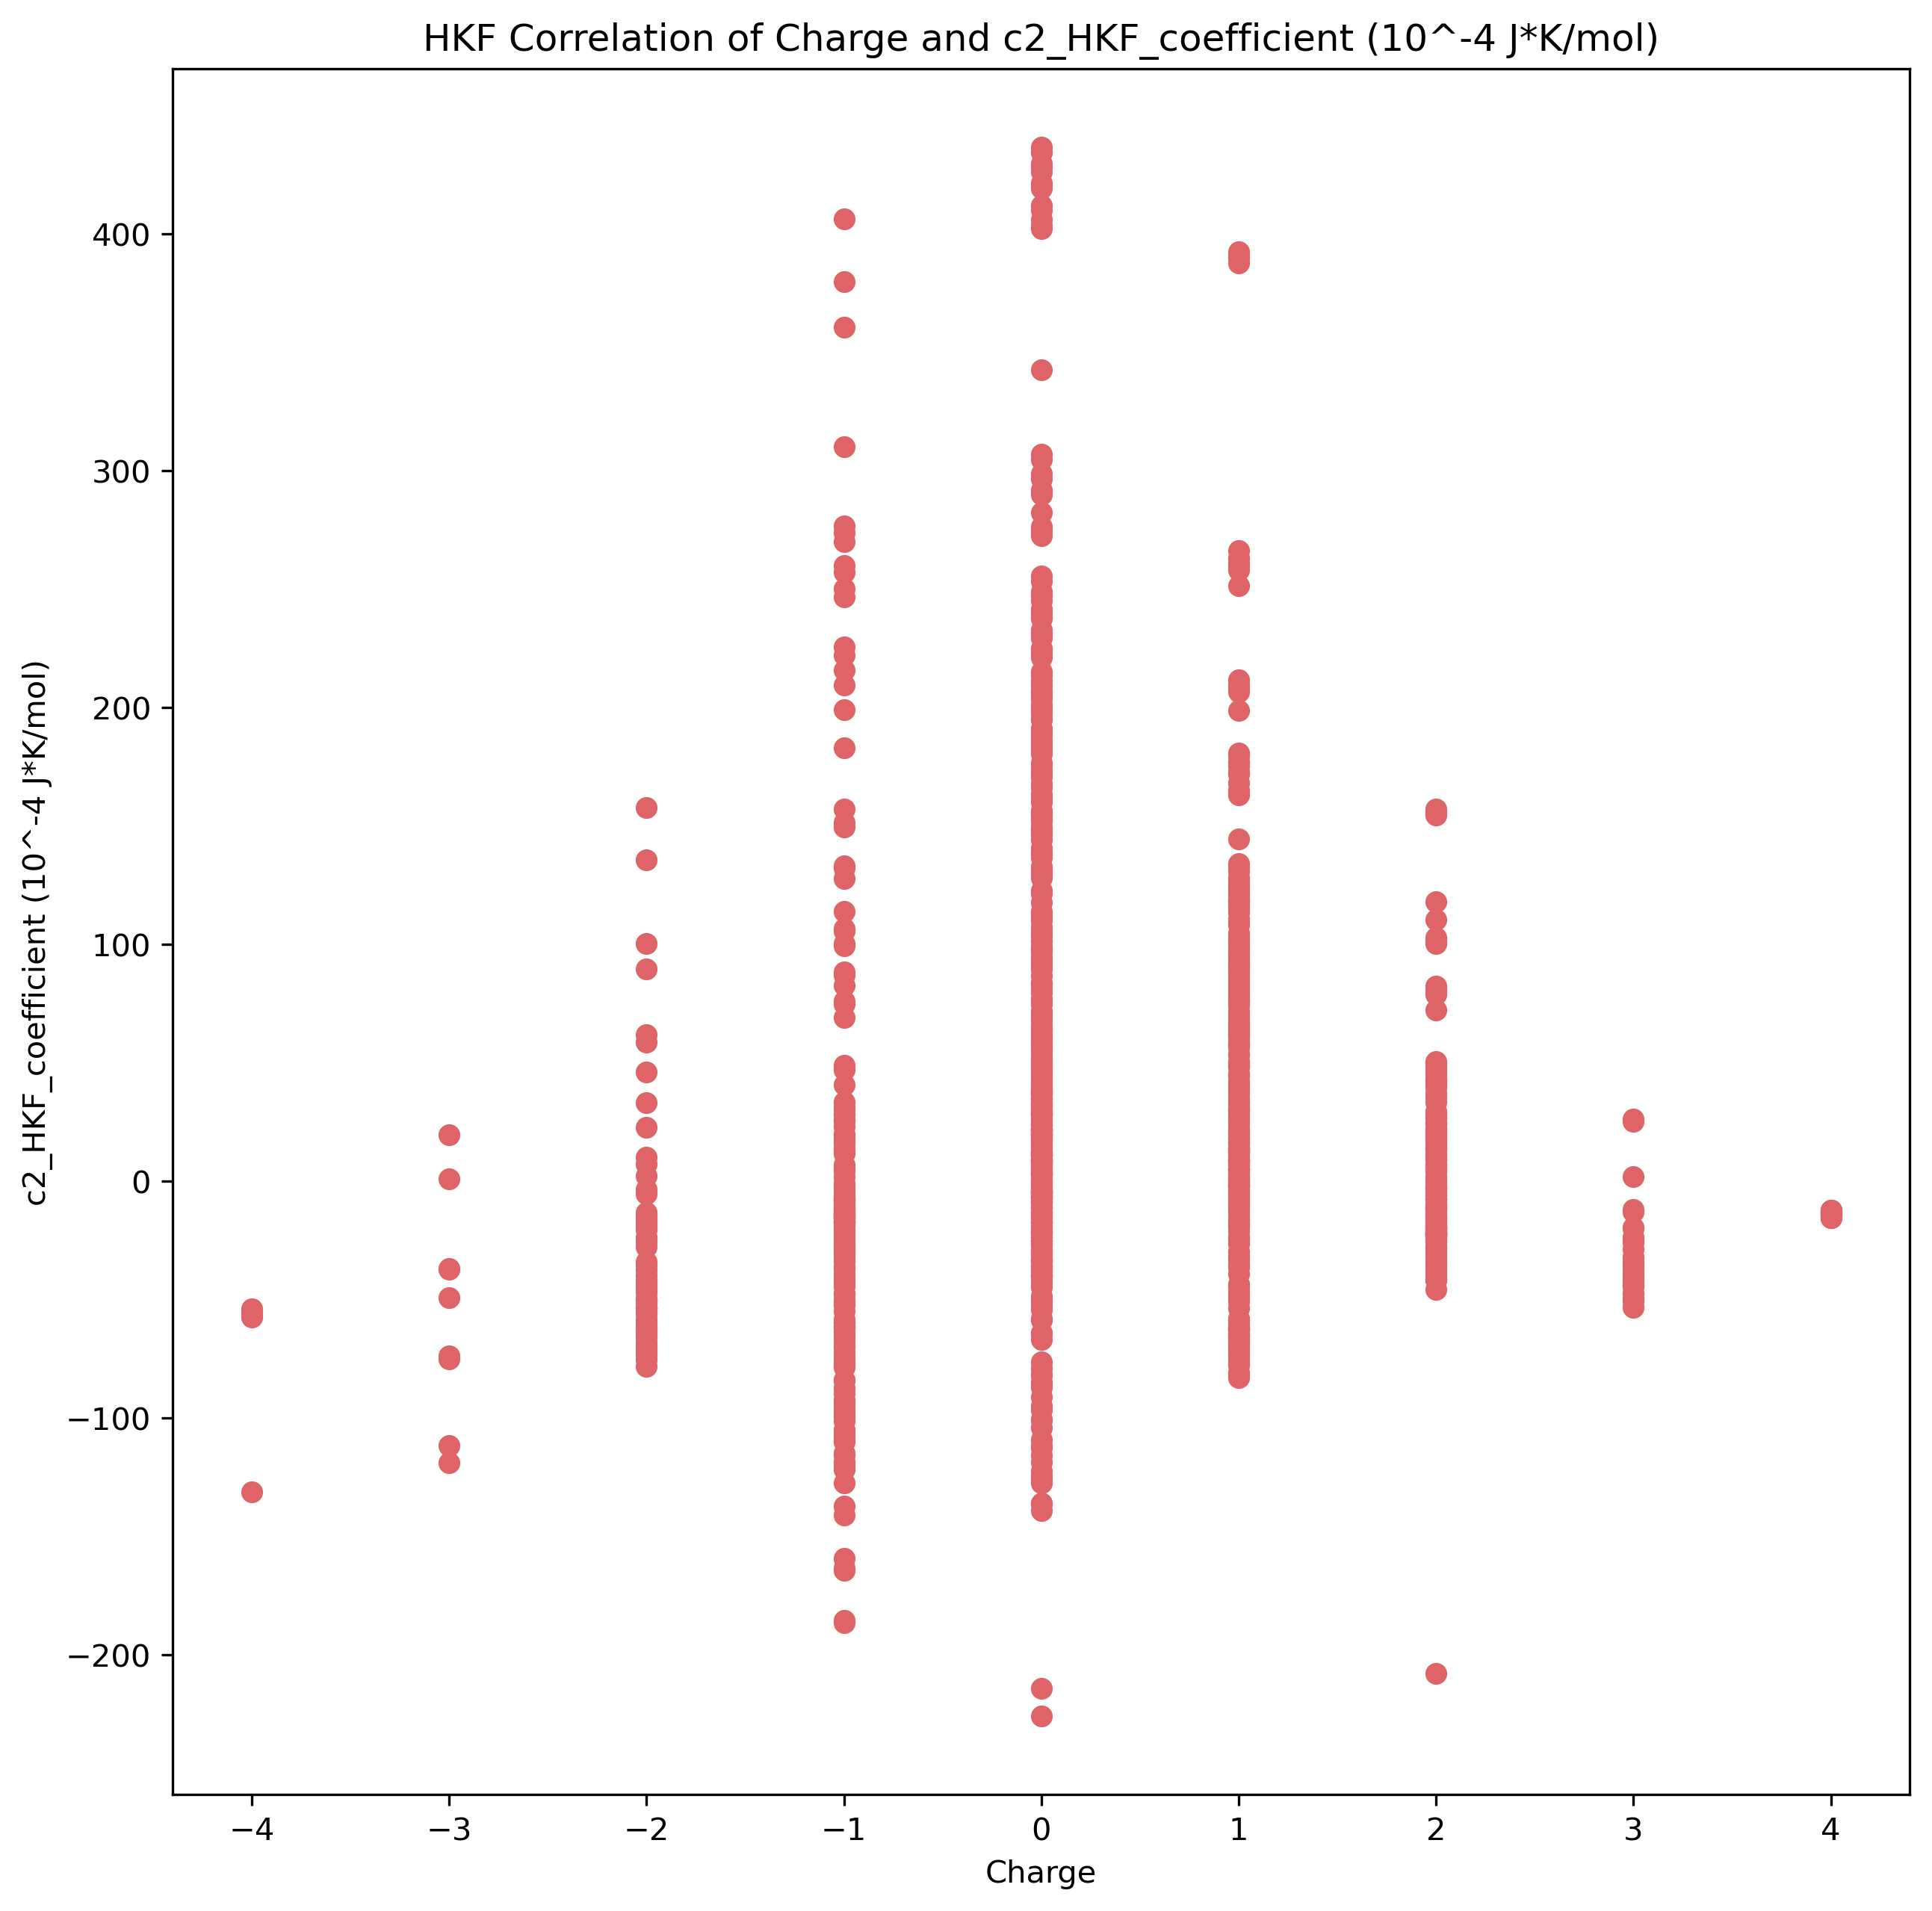 HKF Correlation of Charge and c2_HKF_coefficient (10^-4 J*K/mol)
c2_HKF_coefficient (10^-4 J*K/mol)
400
300
200
100
0
−100
−200
−4 −3 −2 −1 0 1 2 3 4
Charge